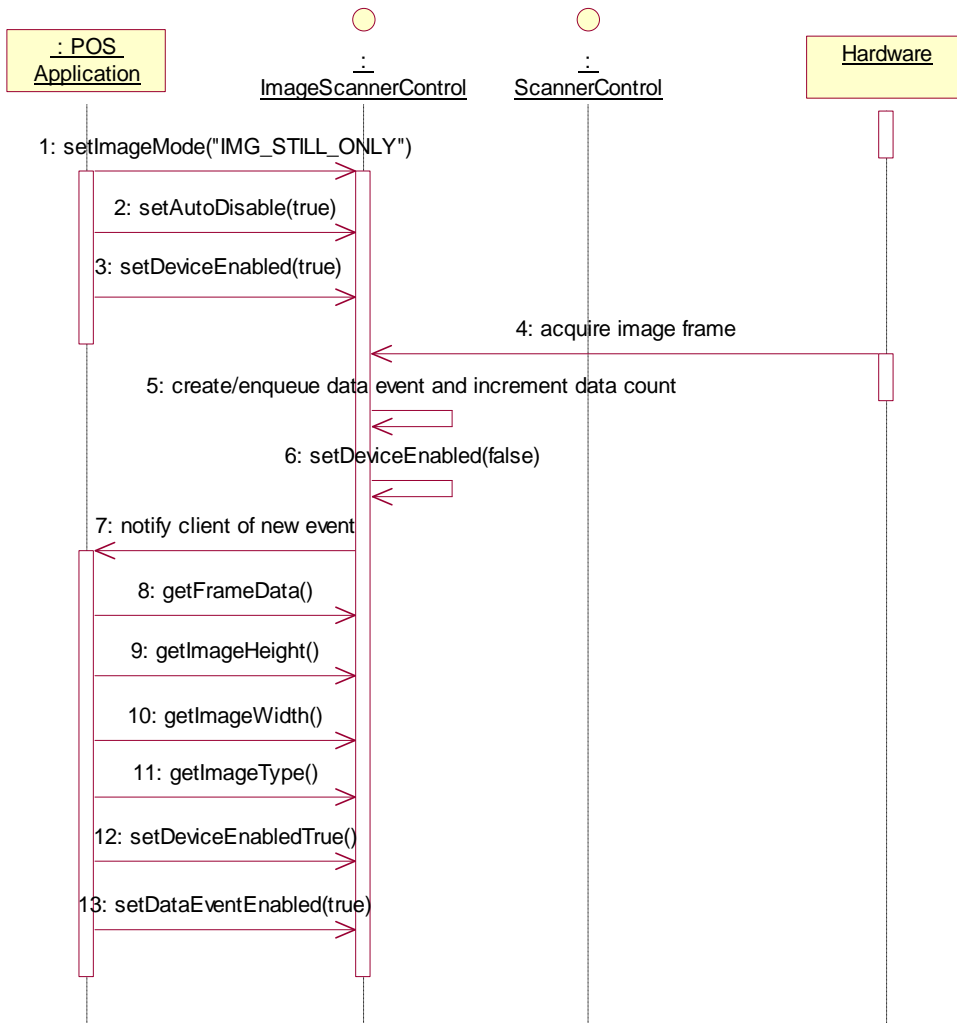 : POS
Application
:
ImageScannerControl
:
ScannerControl
Hardware
1: setImageMode("IMG_STILL_ONLY")
2: setAutoDisable(true)
3: setDeviceEnabled(true)
4: acquire image frame
5: create/enqueue data event and increment data count
6: setDeviceEnabled(false)
7: notify client of new event
8: getFrameData()
9: getImageHeight()
10: getImageWidth()
11: getImageType()
12: setDeviceEnabledTrue()
13: setDataEventEnabled(true)